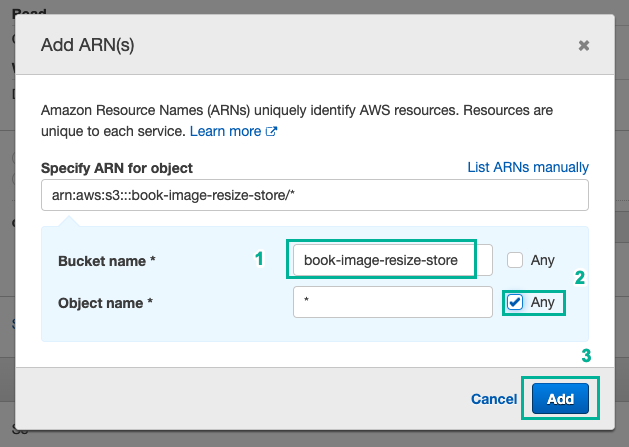 Add ARN(s)
Amazon Resource Names (ARNs) uniquely identify AWS resources. Resources are
unique to each service. Learn more
Specify ARN for object
List ARNs manually
arn:aws:s3:::book-image-resize-store/*
Bucket name *
1
book-image-resize-store
Any
2
Object name *
*
Any
3
Cancel
Add